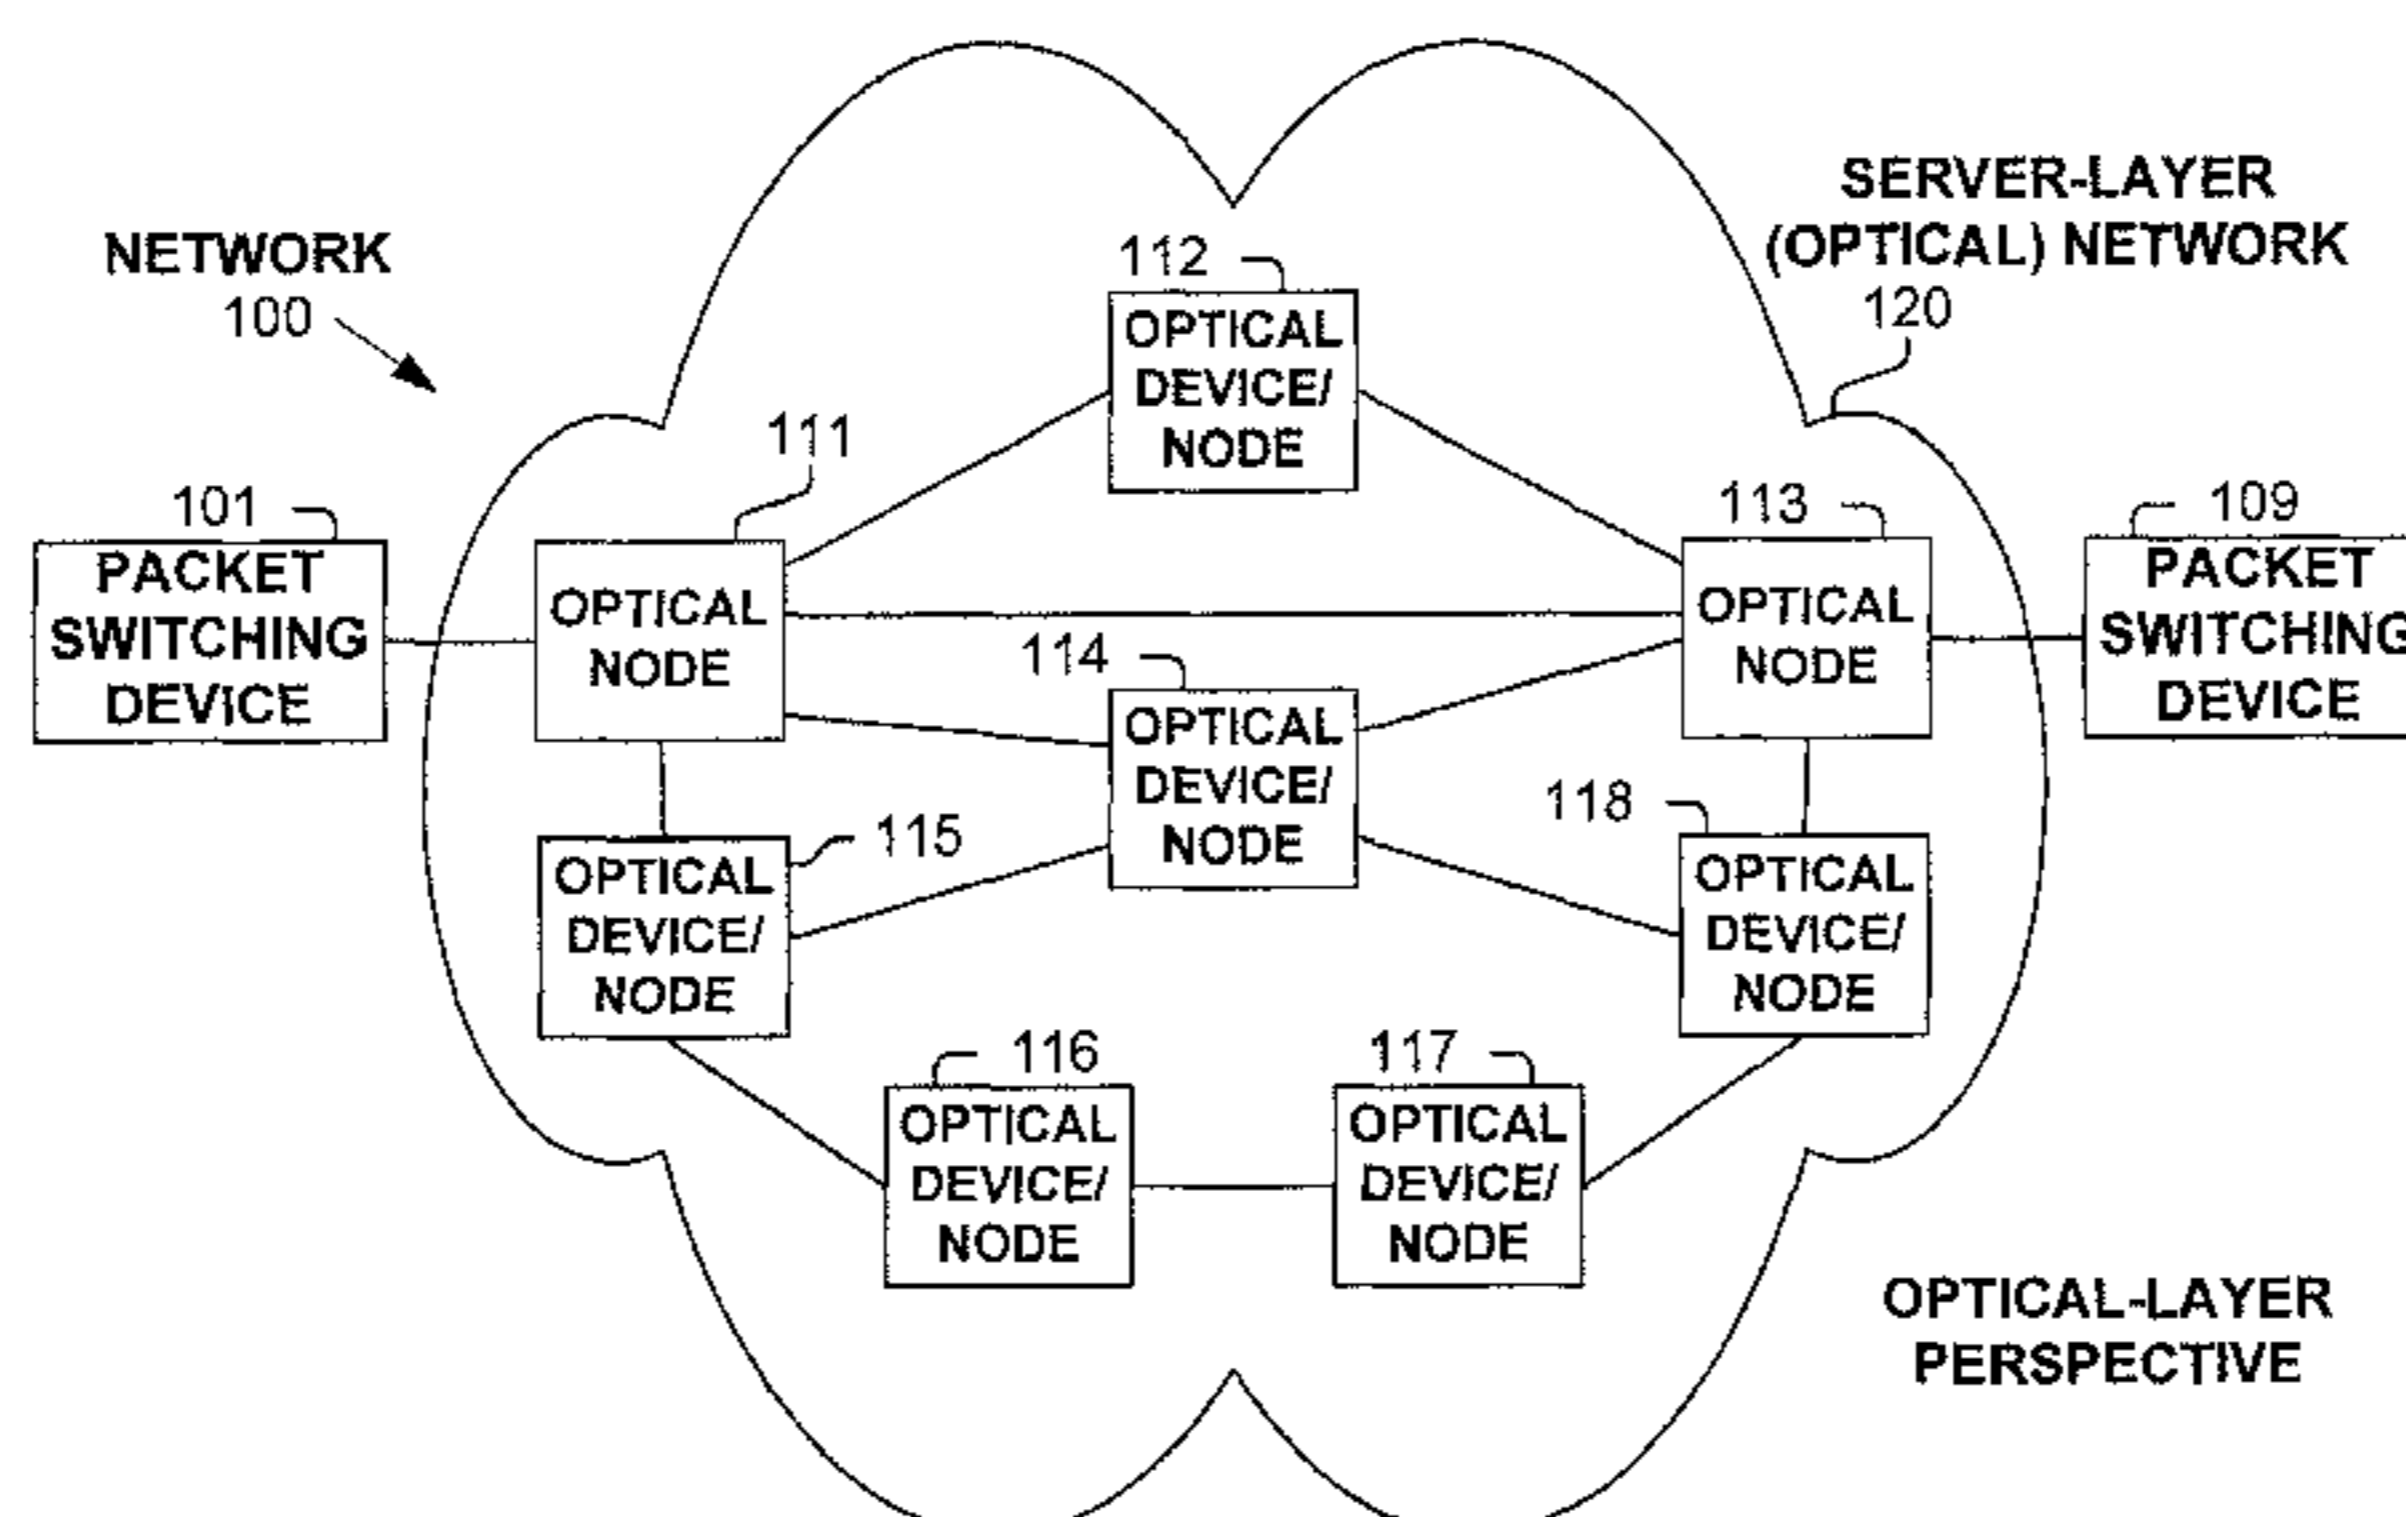 SERVER-LAYER
(OPTICAL) NETWORK
120
NETWORK
100
112
OPTICAL
DEVICE/
NODE
111
OPTICAL
NODE
101
PACKET
SWITCHING
DEVICE
113
OPTICAL
NODE
109
PACKET
SWITCHING
DEVICE
114
OPTICAL
DEVICE/
NODE
115
OPTICAL
DEVICE/
NODE
118
OPTICAL
DEVICE/
NODE
116
OPTICAL
DEVICE/
NODE
117
OPTICAL
DEVICE/
NODE
OPTICAL-LAYER
PERSPECTIVE